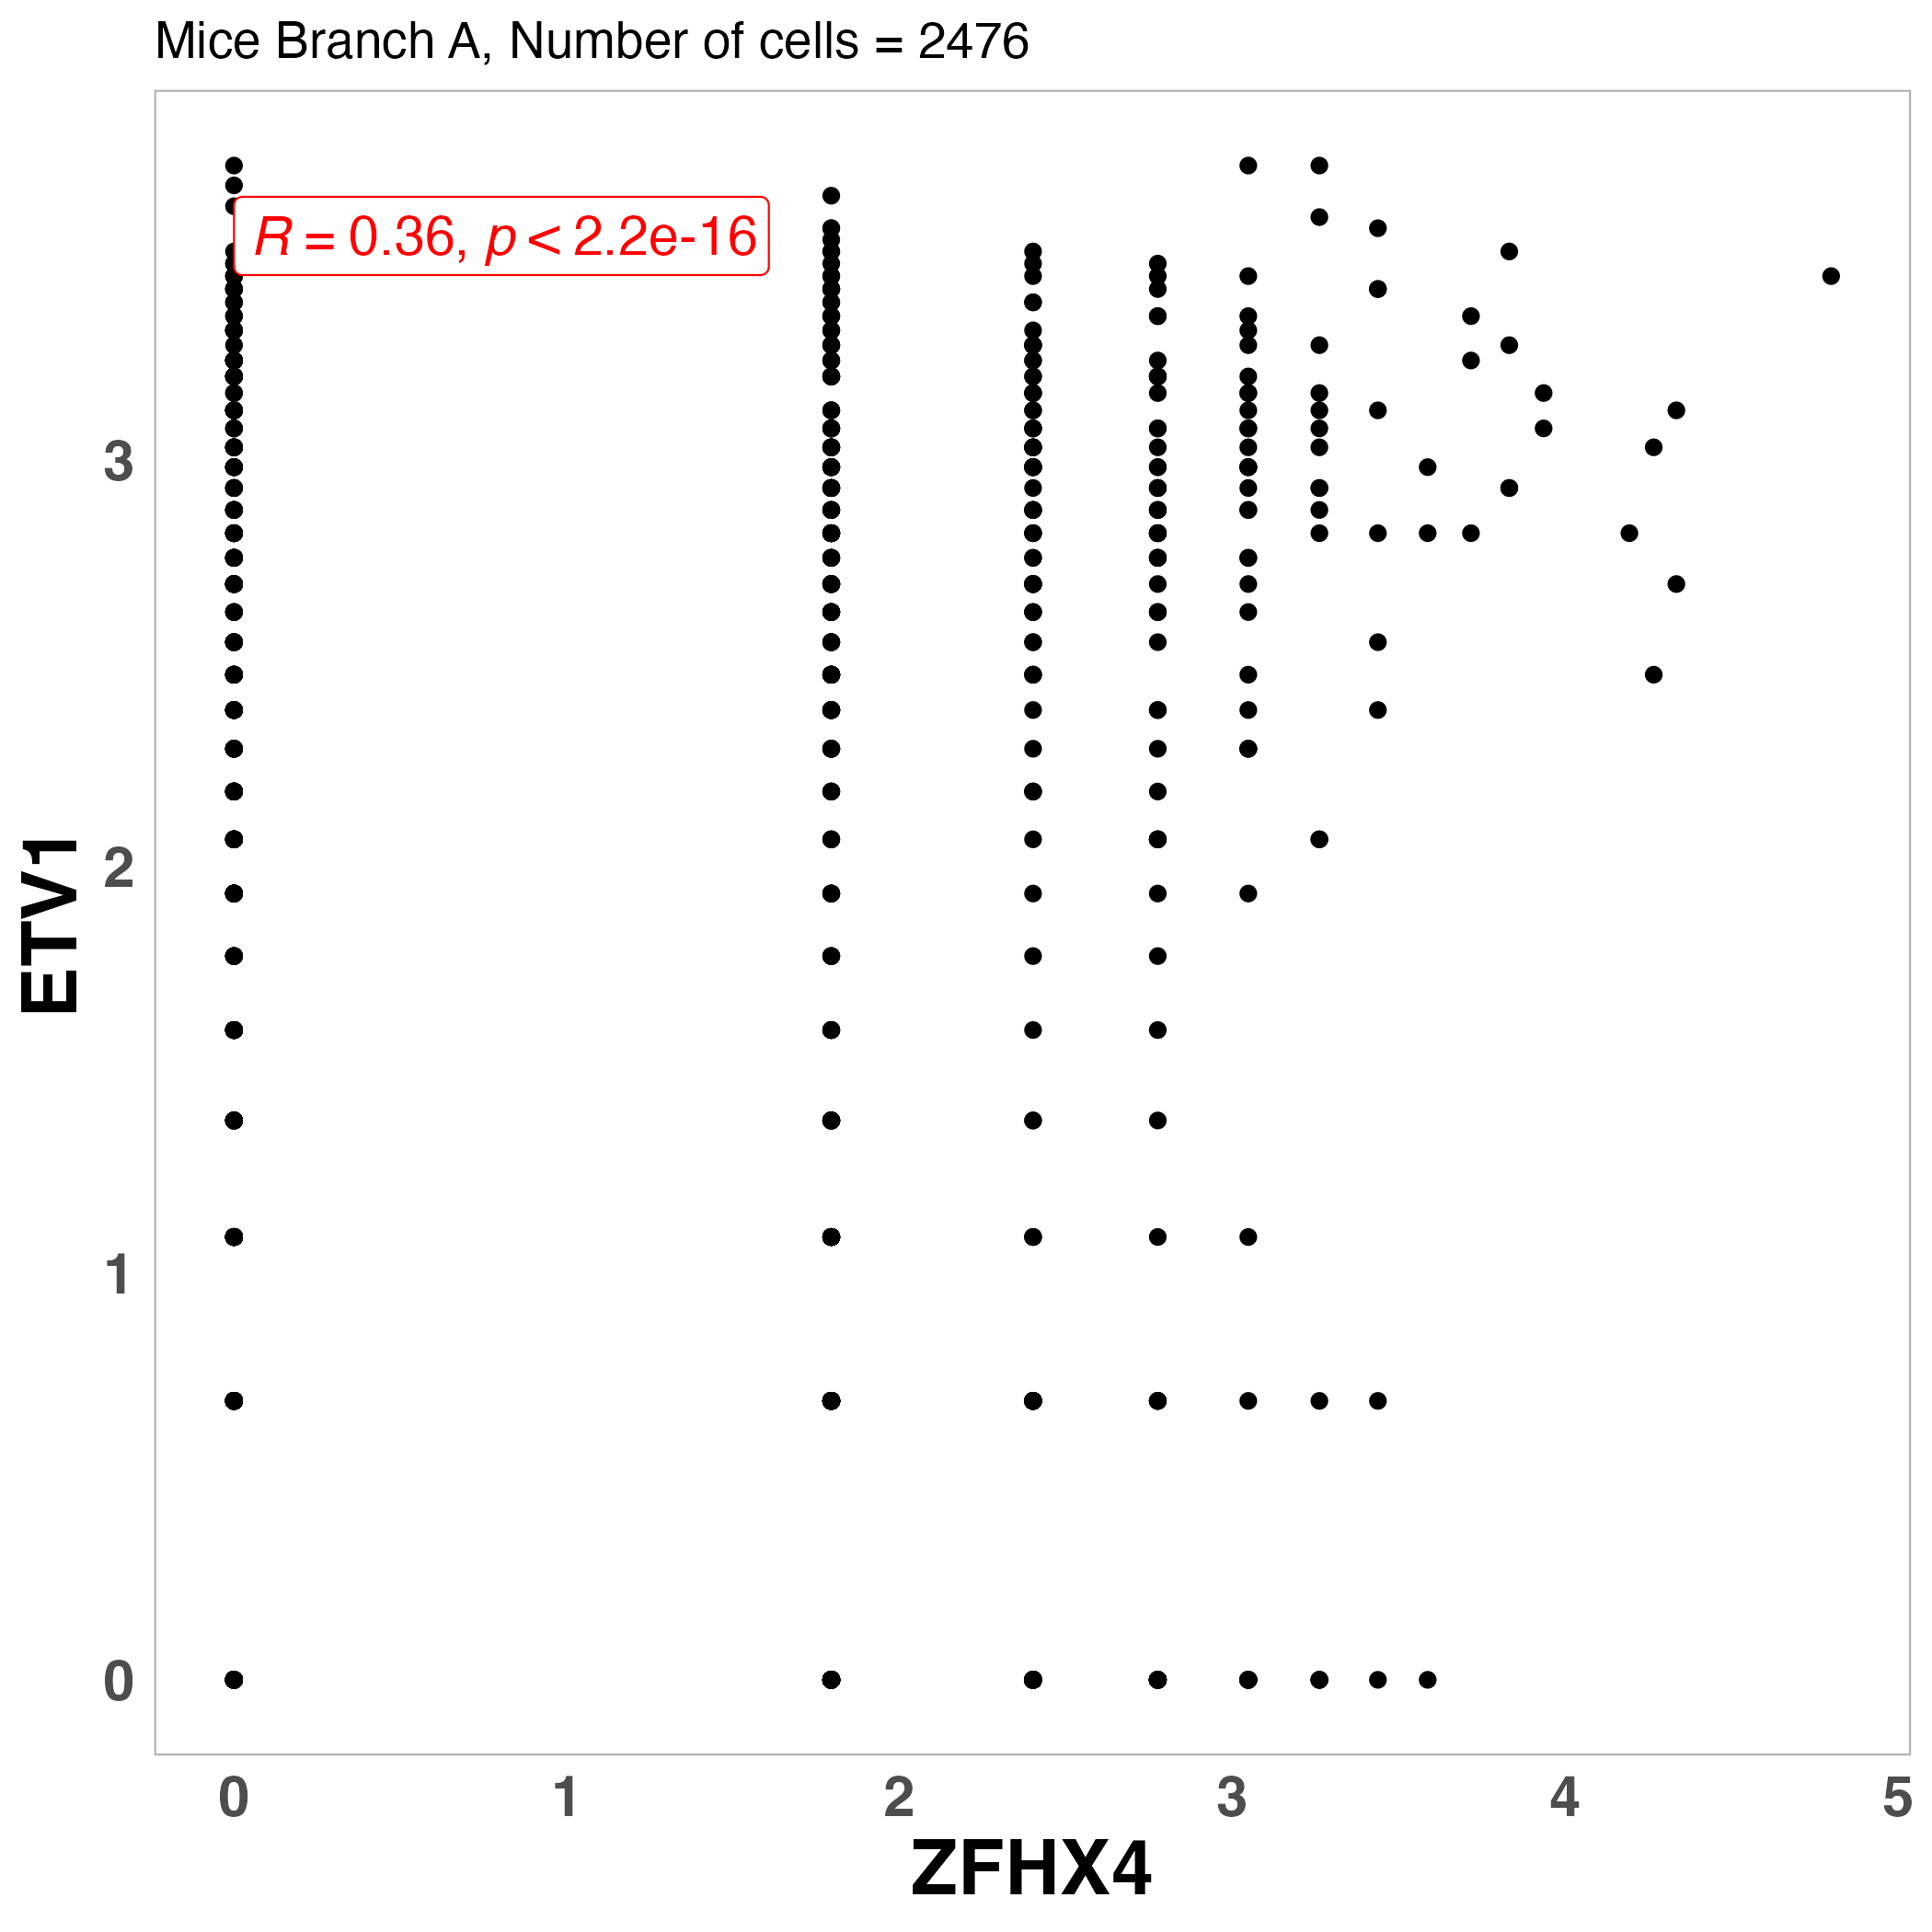 Mice Branch A, Number of cells = 2476
R = 0.36, p < 2.2e-16
3
2
1
0
ETV1
0 1 2 3 4 5
ZFHX4